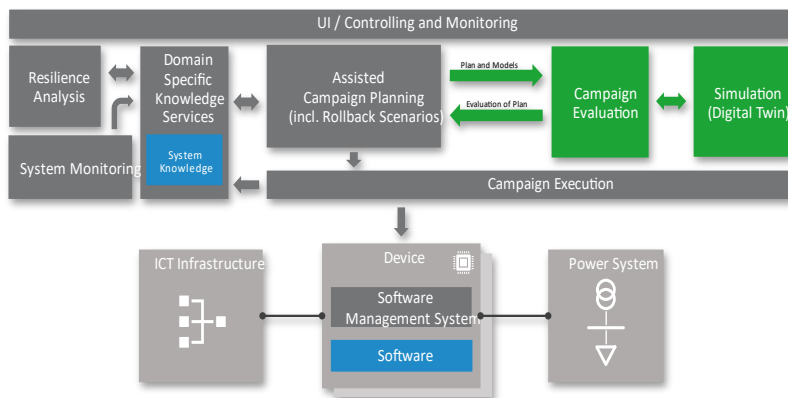 UI / Controlling and Monitoring
Resilience
Analysis
Domain
Specific
Knowledge
Services
System
Knowledge
System Monitoring
Assisted
Campaign Planning
(incl. Rollback Scenarios)
Plan and Models
Evaluation of Plan
Campaign
Evaluation
Simulation
(Digital Twin)
Campaign Execution
ICT Infrastructure
Device
Software
Management System
Software
Power System